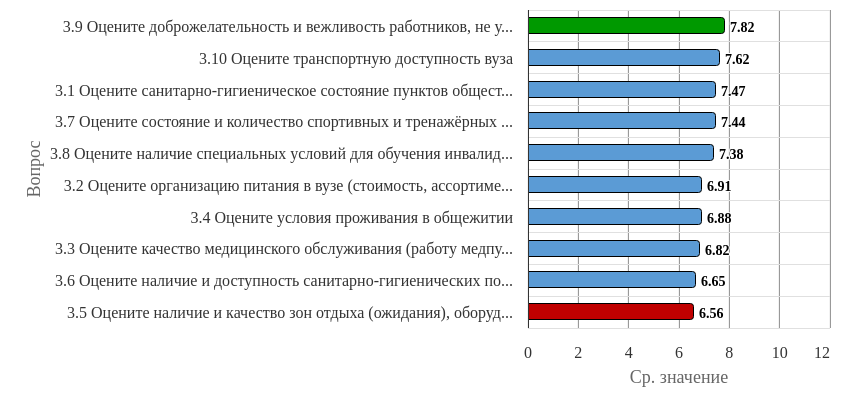 3.9 Оцените доброжелательность и вежливость работников, не у... 7.82
3.10 Оцените транспортную доступность вуза 7.62
3.1 Оцените санитарно-гигиеническое состояние пунктов общест... 7.47
3.7 Оцените состояние и количество спортивных и тренажёрных ... 7.44
3.8 Оцените наличие специальных условий для обучения инвалид... 7.38
3.2 Оцените организацию питания в вузе (стоимость, ассортиме... 6.91
3.4 Оцените условия проживания в общежитии 6.88
3.3 Оцените качество медицинского обслуживания (работу медпу... 6.82
3.6 Оцените наличие и доступность санитарно-гигиенических по... 6.65
3.5 Оцените наличие и качество зон отдыха (ожидания), оборуд... 6.56
Вопрос
0 2 4 6 8 10 12
Ср. значение